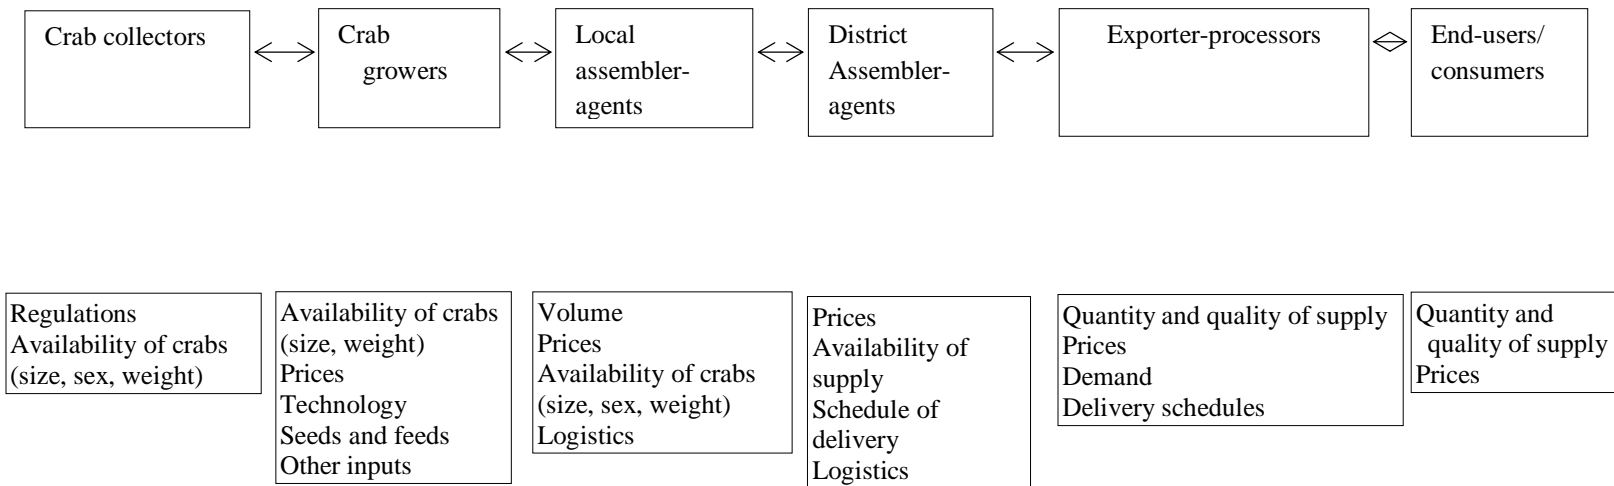 Crab collectors
Crab
growers
Local
assembler-
agents
District
Assembler-
agents
Exporter-processors
End-users/
consumers
Regulations
Availability of crabs
(size, sex, weight)
Availability of crabs
(size, weight)
Prices
Technology
Seeds and feeds
Other inputs
Volume
Prices
Availability of crabs
(size, sex, weight)
Logistics
Prices
Availability of
supply
Schedule of
delivery
Logistics
Quantity and quality of supply
Prices
Demand
Delivery schedules
Quantity and
quality of supply
Prices